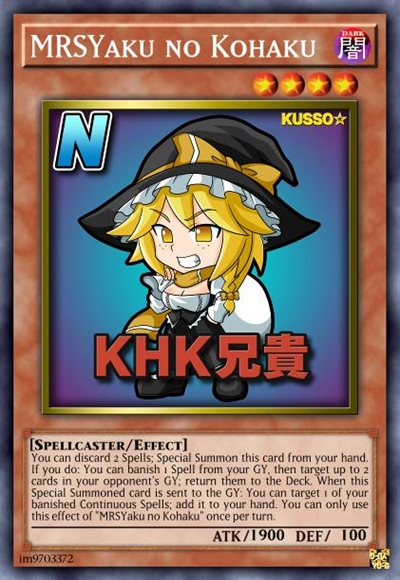 MRSYaku no Kohaku
DARK
闇
N
KUSSO☆
KHK兄貴
[Spellcaster/Effect]
You can discard 2 Spells; Special Summon this card from your hand.
If you do: You can banish 1 Spell from your GY, then target up to 2
cards in your opponent's GY; return them to the Deck. When this
Special Summoned card is sent to the GY: You can target 1 of your
banished Continuous Spells; add it to your hand. You can only use
this effect of "MRSYaku no Kohaku" once per turn.
ATK/1900 DEF/ 100
im9703372